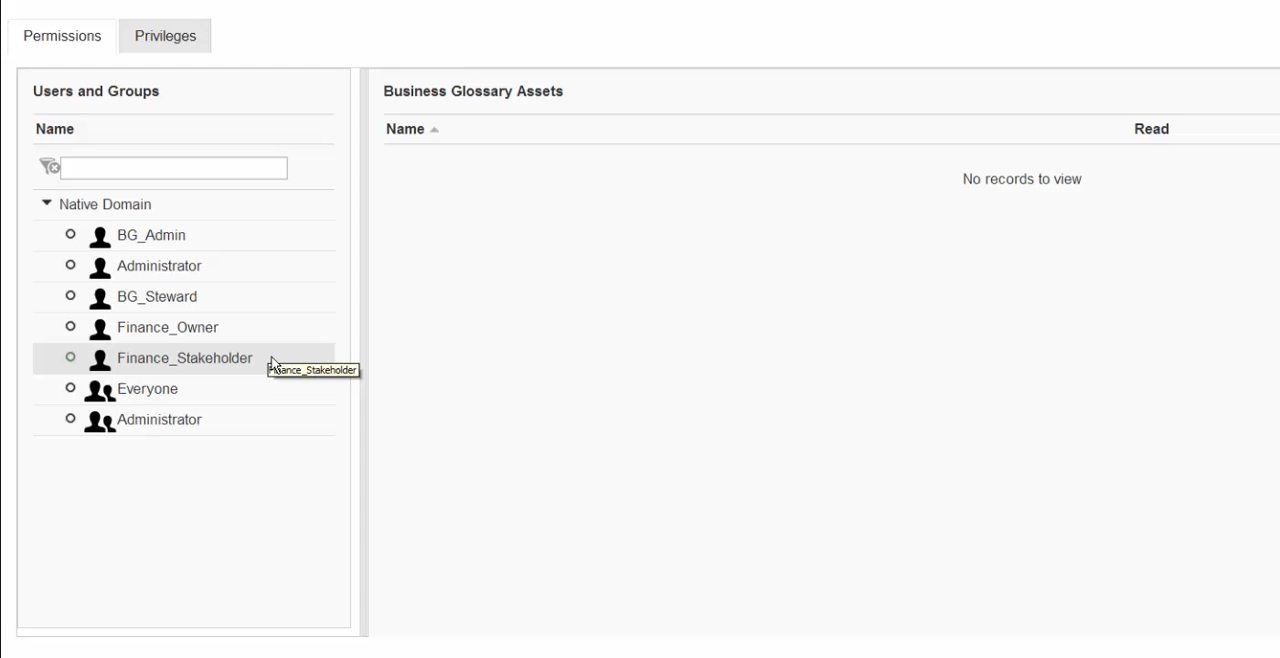 Permissions
Privileges
Users and Groups
Name
Native Domain
BG_Admin
Administrator
BG_Steward
Finance_Owner
Finance_Stakeholder
Finance_Stakeholder
Everyone
Administrator
Business Glossary Assets
Name
Read
No records to view